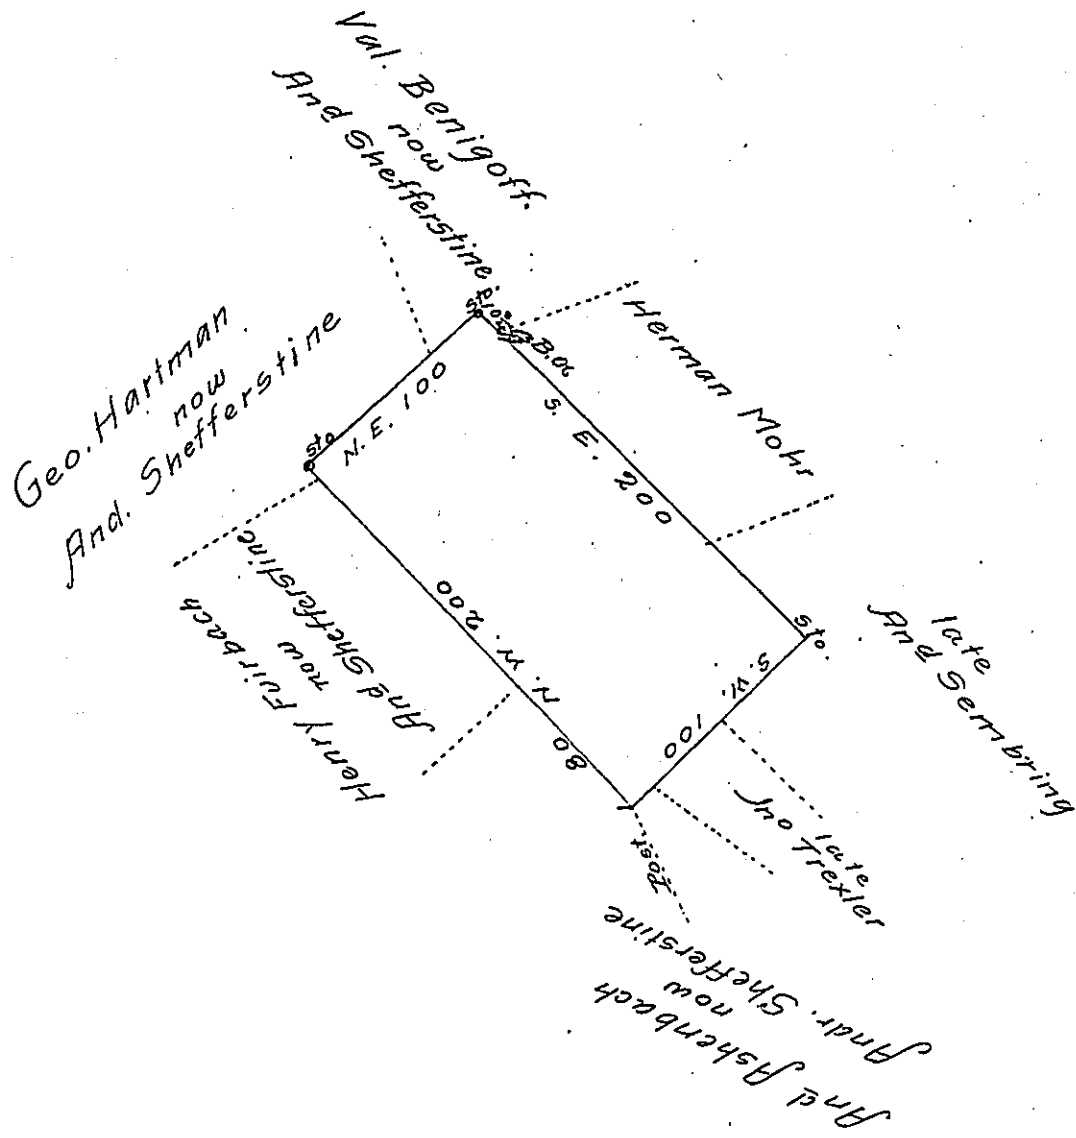 Val. Benigoff.
now
And Shefferstine.
Geo. Hartman.
now
And. Shefferstine
sto
N. E. 100
B. Ok
S. E. 200
Herman Mohr
sto.
late
And Sembring
S. W. 100
late
Jno Trexler
Post
And Ashenbach
now
Andr. Shefferstine
80
N. W. 200
Henry Fuirbach
now
And Shefferstine